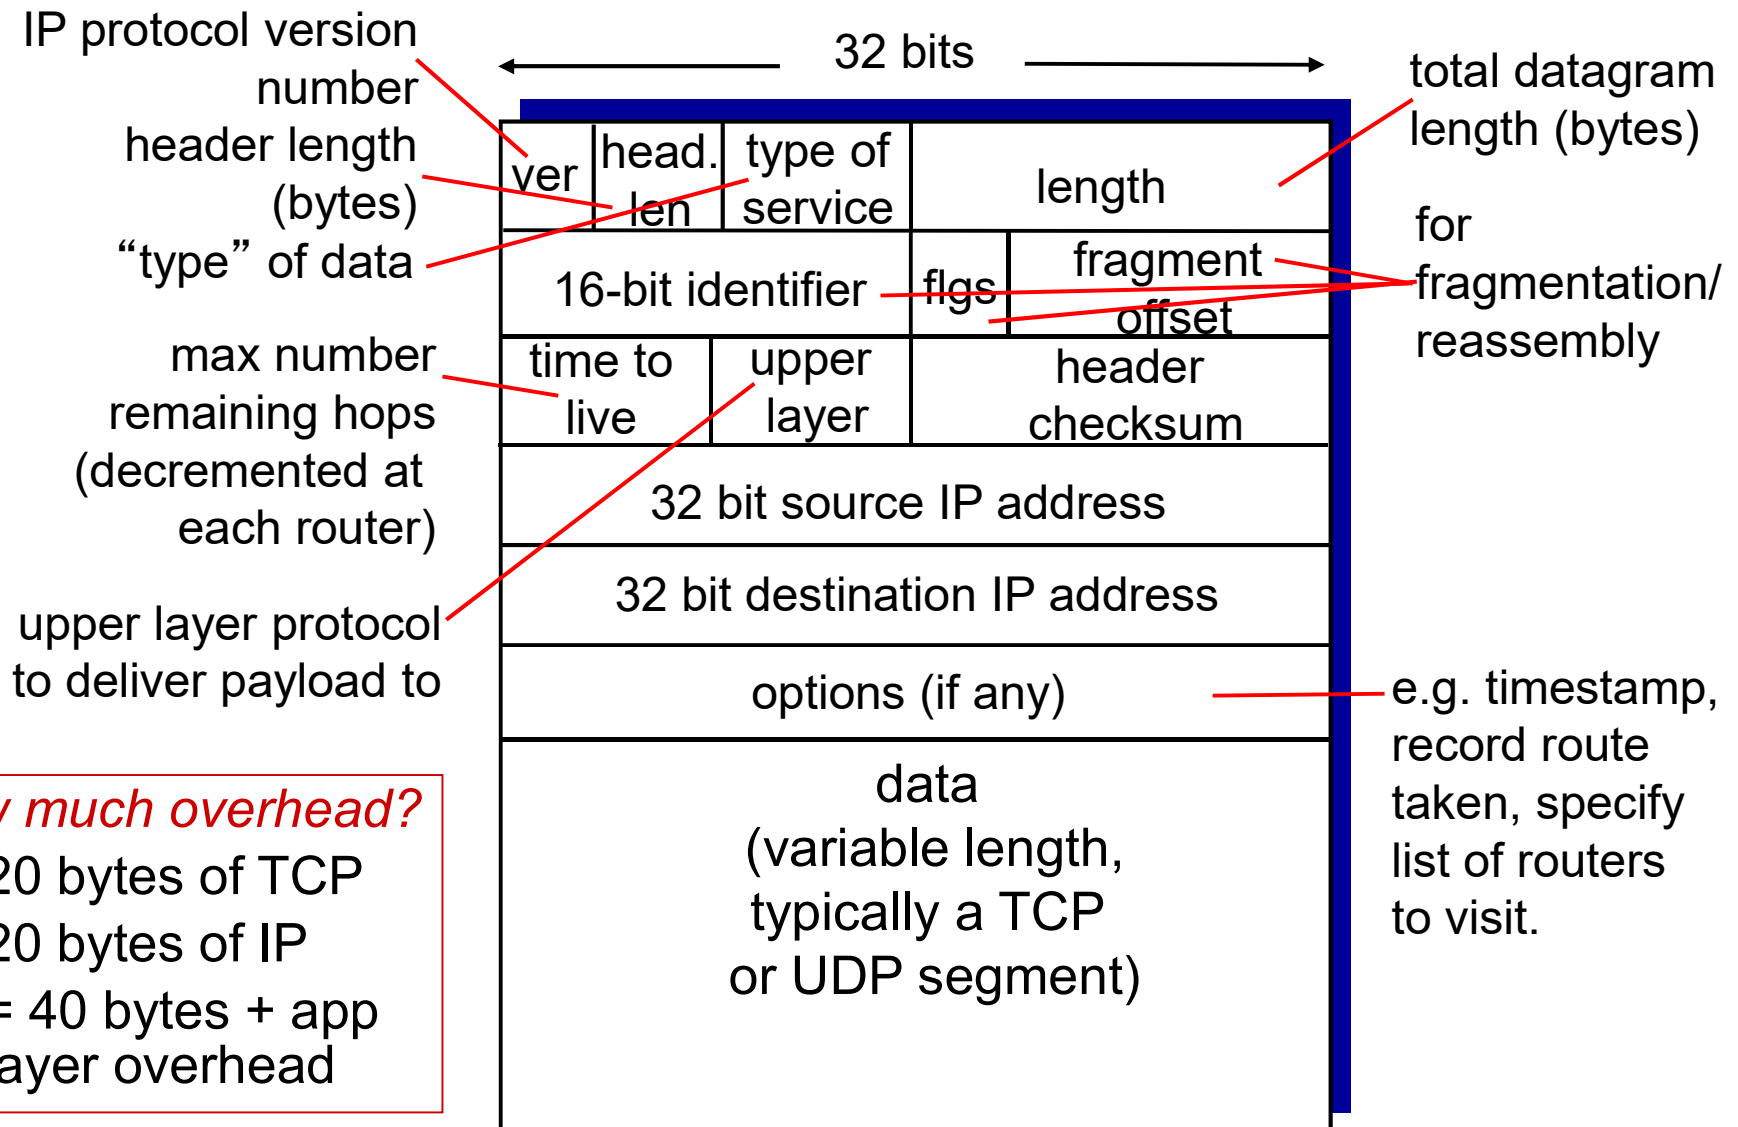 IP protocol version
number
header length
(bytes)
“type” of data
max number
remaining hops
(decremented at
each router)
upper layer protocol
to deliver payload to
much overhead?
20 bytes of TCP
20 bytes of IP
= 40 bytes + app
overhead
32 bits
ver
head.
len
type of
service
length
16-bit identifier
flgs
fragment
offset
time to
live
upper
layer
header
checksum
32 bit source IP address
32 bit destination IP address
options (if any)
data
(variable length,
typically a TCP
or UDP segment)
total datagram
length (bytes)
for
fragmentation/
reassembly
e.g. timestamp,
record route
taken, specify
list of routers
to visit.